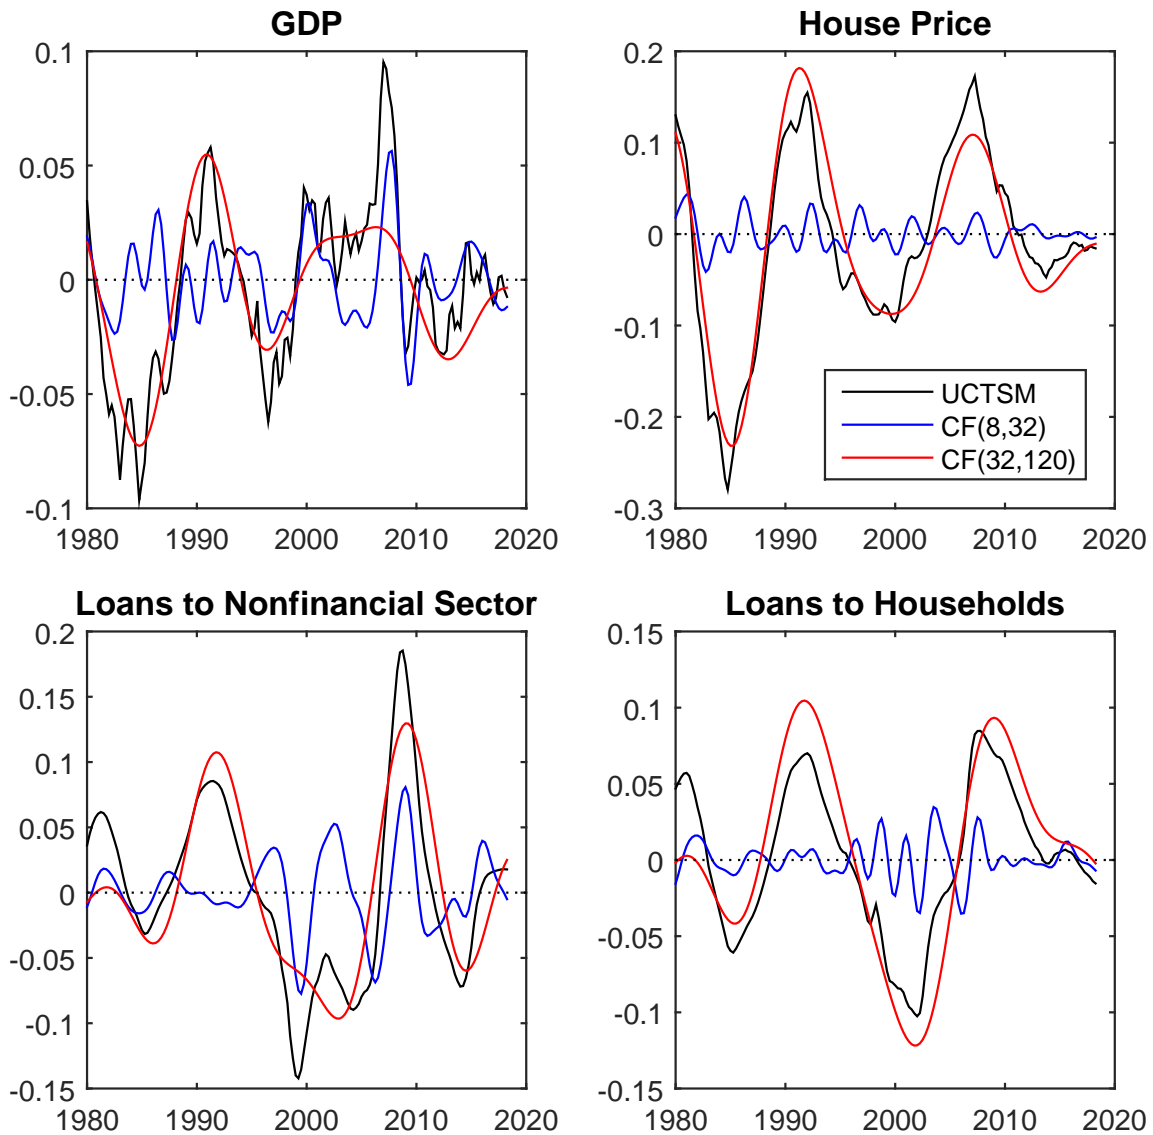 GDP
0.1
0.05
0
-0.05
-0.1
1980 1990 2000 2010 2020
House Price
0.2
0.1
0
-0.1
-0.2
-0.3
1980 1990 2000 2010 2020
UCTSM
CF(8,32)
CF(32,120)
Loans to Nonfinancial Sector
0.2
0.15
0.1
0.05
0
-0.05
-0.1
-0.15
1980 1990 2000 2010 2020
Loans to Households
0.15
0.1
0.05
0
-0.05
-0.1
-0.15
1980 1990 2000 2010 2020